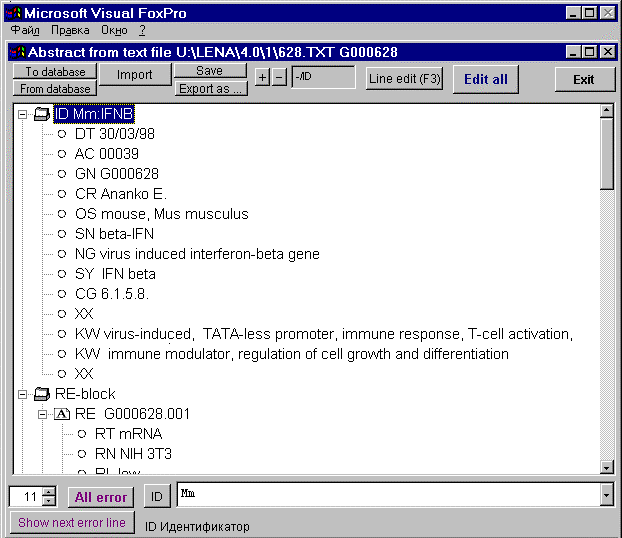 Microsoft Visual FoxPro
Файл Правка Окно ?
Abstract from text file U:\LENA\4.0\1\628.TXT G000628
To database
From database
Import
Save
Export as ...
+ − -/ID
Line edit (F3)
Edit all
Exit
ID Mm:IFNB
DT 30/03/98
AC 00039
GN G000628
CR Ananko E.
OS mouse, Mus musculus
SN beta-IFN
NG virus induced interferon-beta gene
SY IFN beta
CG 6.1.5.8.
XX
KW virus-induced, TATA-less promoter, immune response, T-cell activation,
KW immune modulator, regulation of cell growth and differentiation
XX
RE-block
A RE G000628.001
RT mRNA
RN NIH 3T3
RL low
11 All error ID Mm
Show next error line
ID Идентификатор